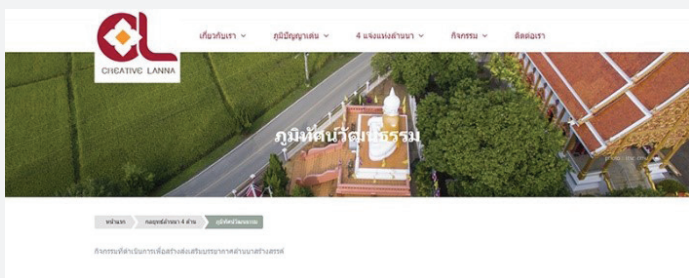 CREATIVE LANNA
เกี่ยวกับเรา ภูมิปัญญาเด่น 4 แจ่งแห่งล้านนา กิจกรรม ติดต่อเรา
ภูมิทัศน์วัฒนธรรม
หน้าแรก กลยุทธ์ล้านนา 4 ด้าน ภูมิทัศน์วัฒนธรรม
กิจกรรมที่ดำเนินการเพื่อสร้างส่งเสริมบรรยากาศล้านนาสร้างสรรค์